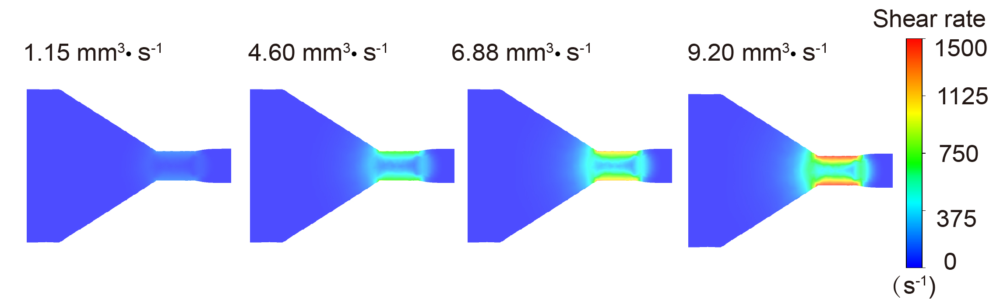 Shear rate
1.15 mm³• s⁻¹
4.60 mm³• s⁻¹
6.88 mm³• s⁻¹
9.20 mm³• s⁻¹
1500
1125
750
375
0
(s⁻¹)